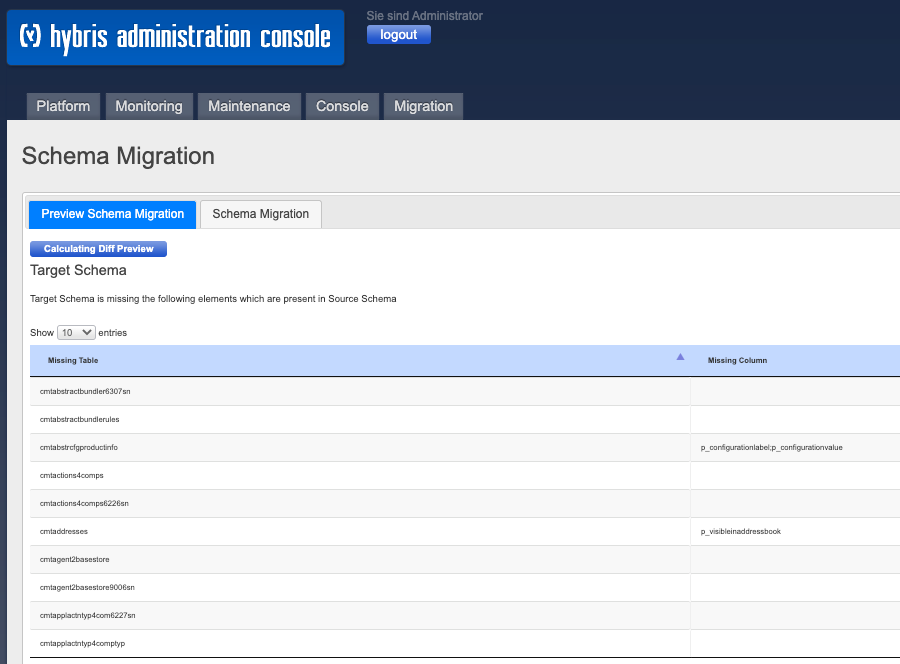 Sie sind Administrator
(y) hybris administration console
logout
Platform Monitoring Maintenance Console Migration
Schema Migration
Preview Schema Migration Schema Migration
Calculating Diff Preview
Target Schema
Target Schema is missing the following elements which are present in Source Schema
Show 10 entries
Missing Table Missing Column
cmtabstractbundler6307sn
cmtabstractbundlerules
cmtabstrcfgproductinfo p_configurationlabel;p_configurationvalue
cmtactions4comps
cmtactions4comps6226sn
cmtaddresses p_visibleinaddressbook
cmtagent2basestore
cmtagent2basestore9006sn
cmtapplactntyp4com6227sn
cmtapplactntyp4comptyp